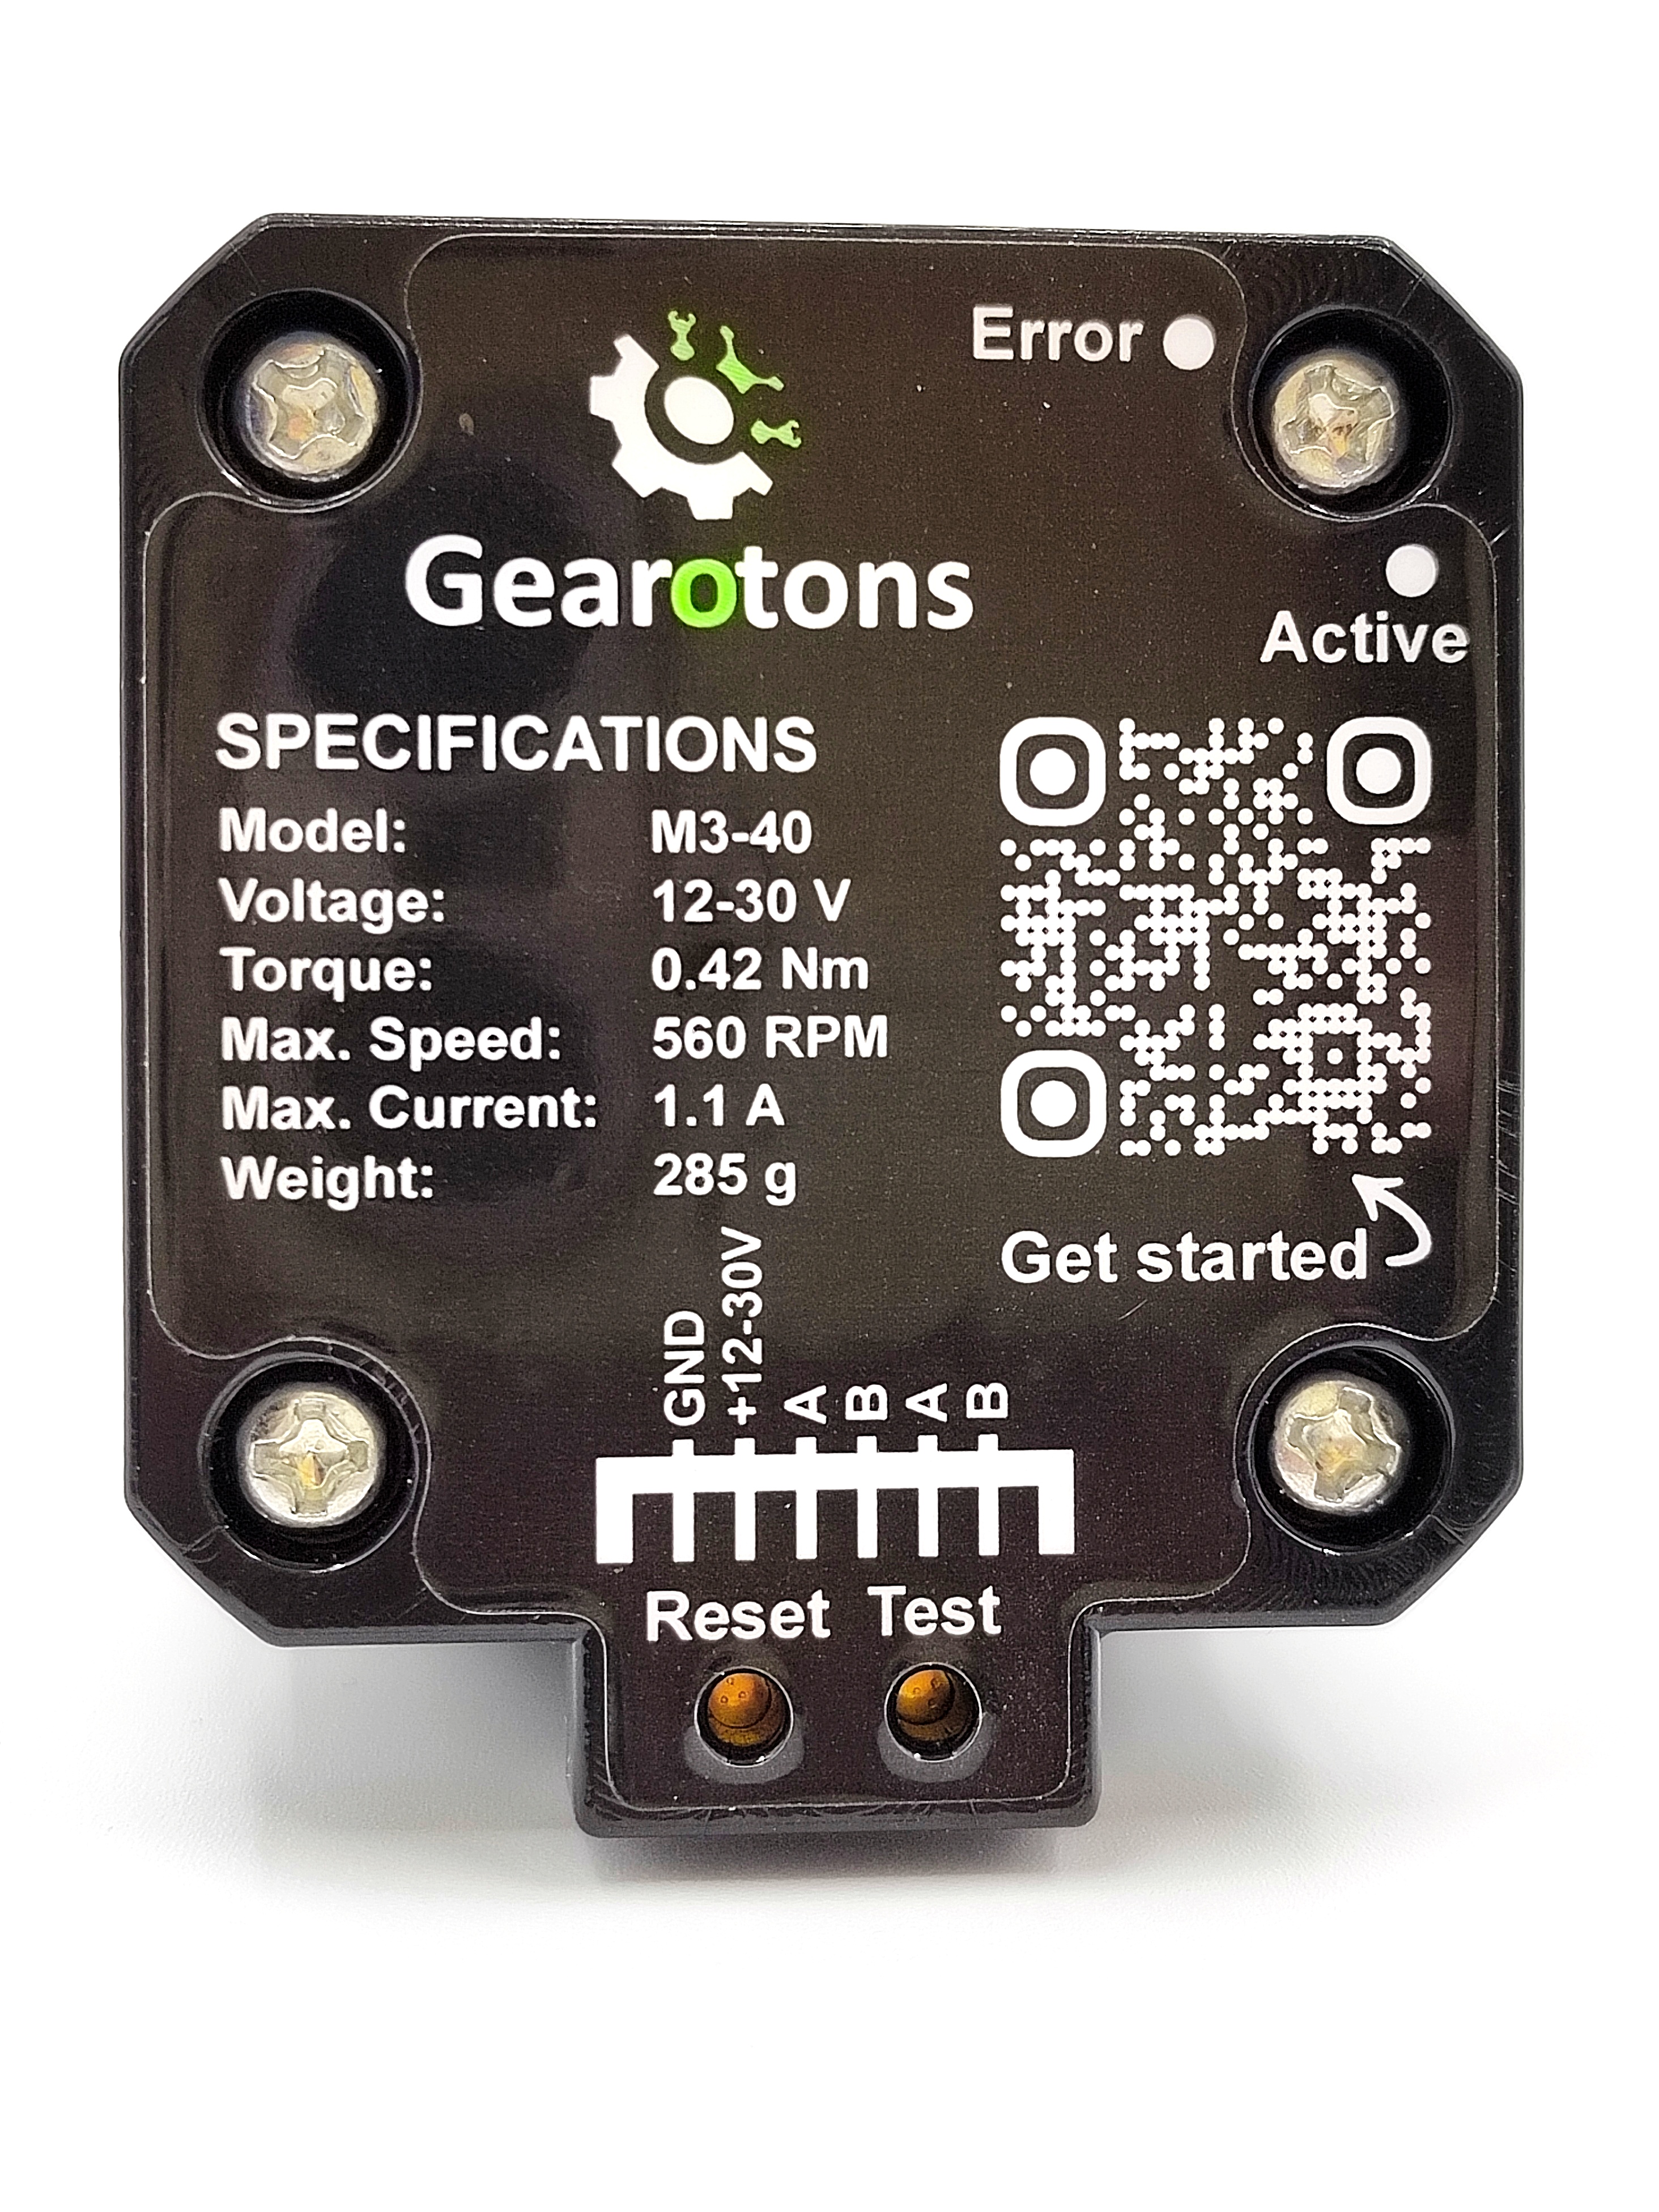 Error
Gearotons
Active
SPECIFICATIONS
Model: M3-40
Voltage: 12-30 V
Torque: 0.42 Nm
Max. Speed: 560 RPM
Max. Current: 1.1 A
Weight: 285 g
Get started
GND
+12-30V
A
B
A
B
Reset Test